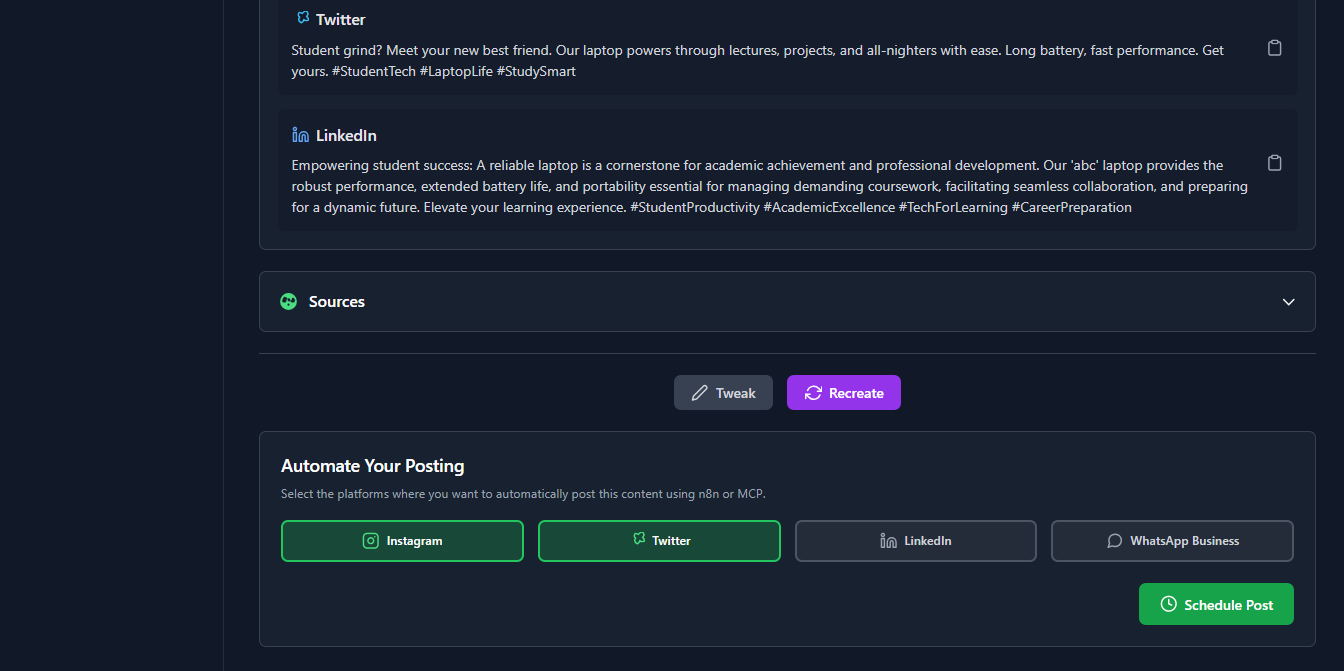 Twitter
Student grind? Meet your new best friend. Our laptop powers through lectures, projects, and all-nighters with ease. Long battery, fast performance. Get
yours. #StudentTech #LaptopLife #StudySmart
LinkedIn
Empowering student success: A reliable laptop is a cornerstone for academic achievement and professional development. Our 'abc' laptop provides the
robust performance, extended battery life, and portability essential for managing demanding coursework, facilitating seamless collaboration, and preparing
for a dynamic future. Elevate your learning experience. #StudentProductivity #AcademicExcellence #TechForLearning #CareerPreparation
Sources
Tweak
Recreate
Automate Your Posting
Select the platforms where you want to automatically post this content using n8n or MCP.
Instagram
Twitter
LinkedIn
WhatsApp Business
Schedule Post